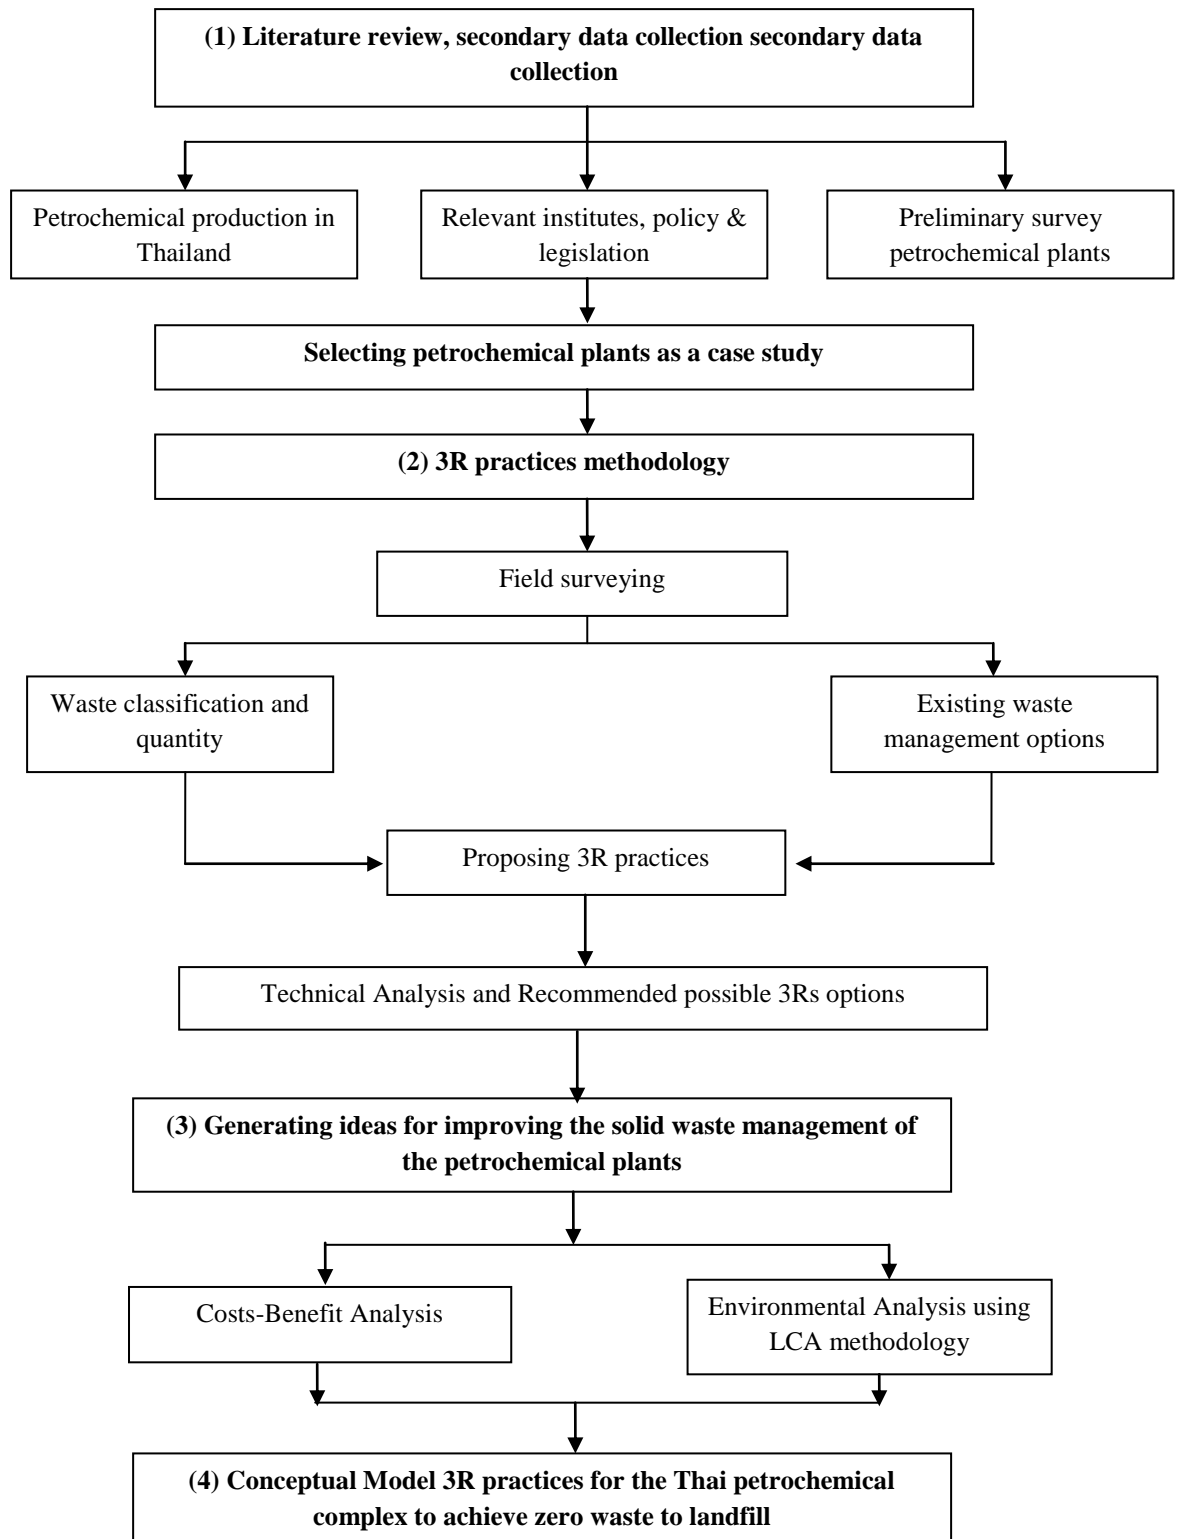 (1) Literature review, secondary data collection secondary data
collection
Petrochemical production in
Thailand
Relevant institutes, policy &
legislation
Preliminary survey
petrochemical plants
Selecting petrochemical plants as a case study
(2) 3R practices methodology
Field surveying
Waste classification and
quantity
Existing waste
management options
Proposing 3R practices
Technical Analysis and Recommended possible 3Rs options
(3) Generating ideas for improving the solid waste management of
the petrochemical plants
Costs-Benefit Analysis
Environmental Analysis using
LCA methodology
(4) Conceptual Model 3R practices for the Thai petrochemical
complex to achieve zero waste to landfill